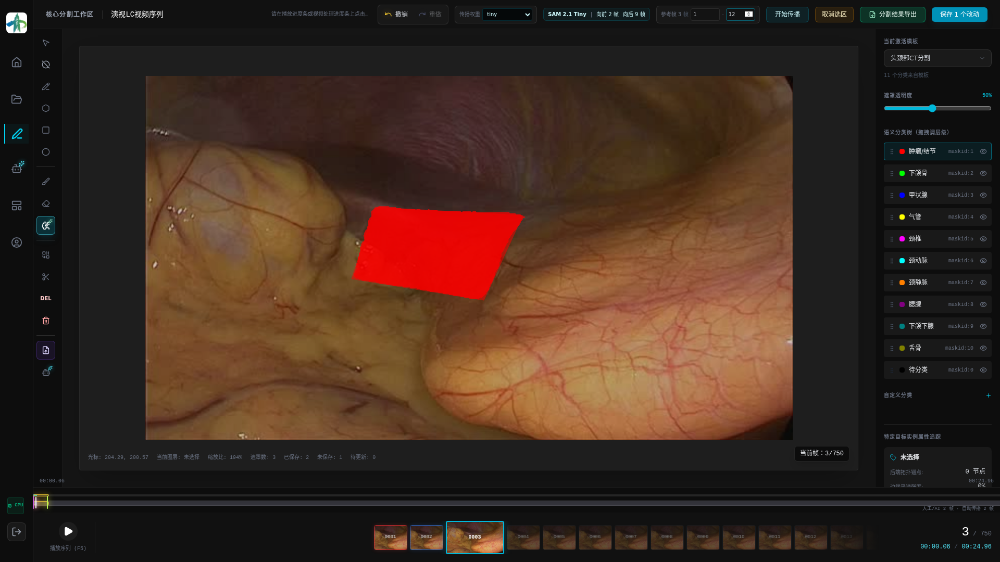 核心分割工作区
演视LC视频序列
请在播放进度条或视频处理进度条上点击…
撤销
重做
传播权重
tiny
SAM 2.1 Tiny | 向前 2 帧 向后 9 帧
参考帧 3 帧 1 - 12
开始传播
取消选区
分割结果导出
保存 1 个改动
当前激活模板
头颈部CT分割
11 个分类来自模板
遮罩透明度 50%
语义分类树 (拖拽调层级)
肿瘤/结节 maskid:1
下颌骨 maskid:2
甲状腺 maskid:3
气管 maskid:4
颈椎 maskid:5
颈动脉 maskid:6
颈静脉 maskid:7
腮腺 maskid:8
下颌下腺 maskid:9
舌骨 maskid:10
待分类 maskid:0
自定义分类 +
特定目标实例属性追踪
未选择
后端拓扑锚点: 0 节点
边缘平滑强度: 0%
DEL
光标: 204.29, 200.57 当前图层: 未选择 缩放比: 194% 遮罩数: 3 已保存: 2 未保存: 1 待更新: 0
当前帧：3/750
00:00.06
00:24.96
人工/AI 2 帧 · 自动传播 2 帧
GPU
播放序列 (F5)
0001
0002
0003
0004
0005
0006
0007
0008
0009
0010
0011
0012
0013
3 / 750
00:00.06 / 00:24.96